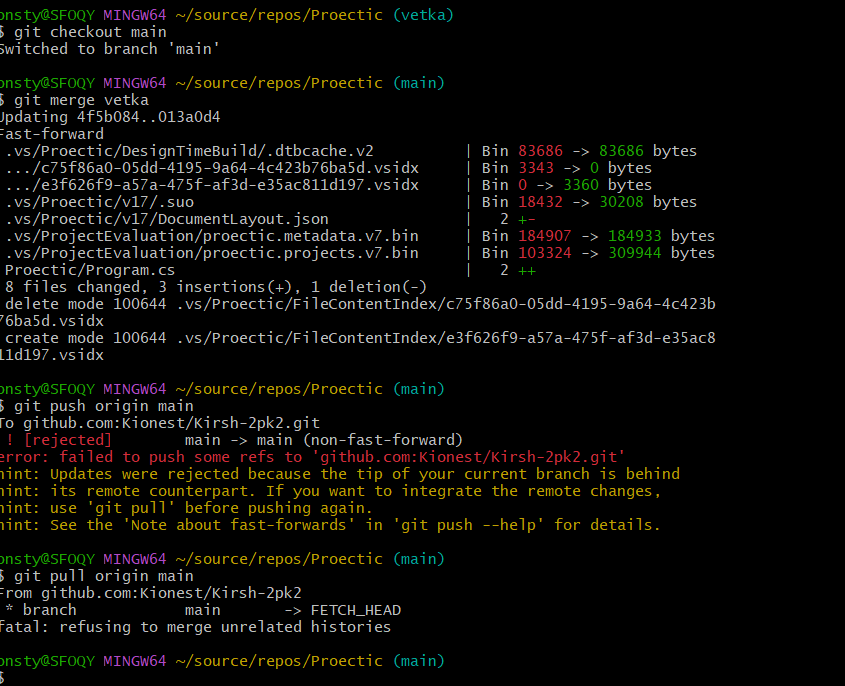 onsty@SFOQY MINGW64 ~/source/repos/Proectic (vetka)
$ git checkout main
Switched to branch 'main'
onsty@SFOQY MINGW64 ~/source/repos/Proectic (main)
$ git merge vetka
Updating 4f5b084..013a0d4
Fast-forward
.vs/Proectic/DesignTimeBuild/.dtbcache.v2 | Bin 83686 -> 83686 bytes
.../c75f86a0-05dd-4195-9a64-4c423b76ba5d.vsidx | Bin 3343 -> 0 bytes
.../e3f626f9-a57a-475f-af3d-e35ac811d197.vsidx | Bin 0 -> 3360 bytes
.vs/Proectic/v17/.suo | Bin 18432 -> 30208 bytes
.vs/Proectic/v17/DocumentLayout.json | 2 +-
.vs/ProjectEvaluation/proectic.metadata.v7.bin | Bin 184907 -> 184933 bytes
.vs/ProjectEvaluation/proectic.projects.v7.bin | Bin 103324 -> 309944 bytes
Proectic/Program.cs | 2 ++
8 files changed, 3 insertions(+), 1 deletion(-)
delete mode 100644 .vs/Proectic/FileContentIndex/c75f86a0-05dd-4195-9a64-4c423b
76ba5d.vsidx
create mode 100644 .vs/Proectic/FileContentIndex/e3f626f9-a57a-475f-af3d-e35ac8
11d197.vsidx
onsty@SFOQY MINGW64 ~/source/repos/Proectic (main)
$ git push origin main
To github.com:Kionest/Kirsh-2pk2.git
! [rejected] main -> main (non-fast-forward)
error: failed to push some refs to 'github.com:Kionest/Kirsh-2pk2.git'
hint: Updates were rejected because the tip of your current branch is behind
hint: its remote counterpart. If you want to integrate the remote changes,
hint: use 'git pull' before pushing again.
hint: See the 'Note about fast-forwards' in 'git push --help' for details.
onsty@SFOQY MINGW64 ~/source/repos/Proectic (main)
$ git pull origin main
From github.com:Kionest/Kirsh-2pk2
* branch main -> FETCH_HEAD
fatal: refusing to merge unrelated histories
onsty@SFOQY MINGW64 ~/source/repos/Proectic (main)
$